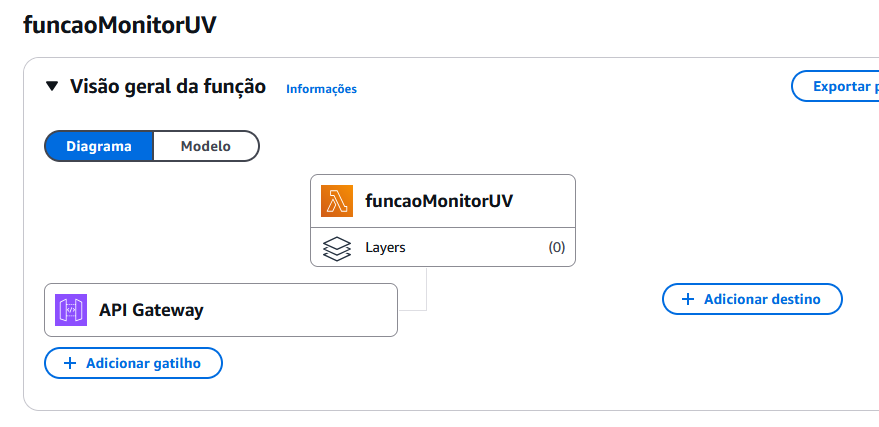 funcaoMonitorUV
Visão geral da função Informações
Exportar
Diagrama Modelo
funcaoMonitorUV
Layers (0)
API Gateway
Adicionar destino
Adicionar gatilho